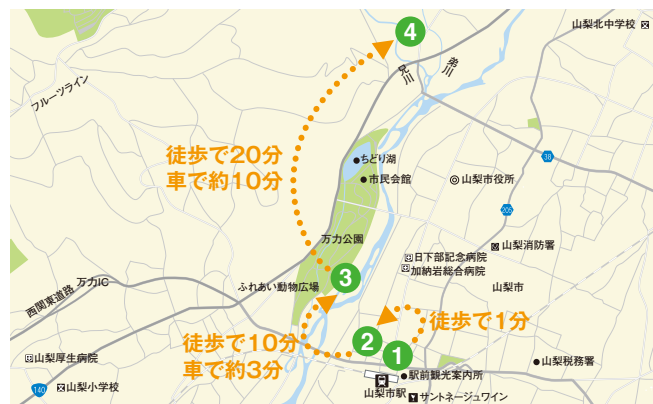 山梨北中学校
4
兄川
弟川
フルーツライン
徒歩で20分
車で約10分
ちどり湖
市民会館
38
山梨市役所
205
万力公園
山梨消防署
日下部記念病院
加納岩総合病院
3
ふれあい動物広場
山梨市
西関東道路
万力IC
徒歩で1分
徒歩で10分
車で約3分
2
1
山梨厚生病院
山梨税務署
駅前観光案内所
山梨市駅
140
山梨小学校
サントネージュワイン